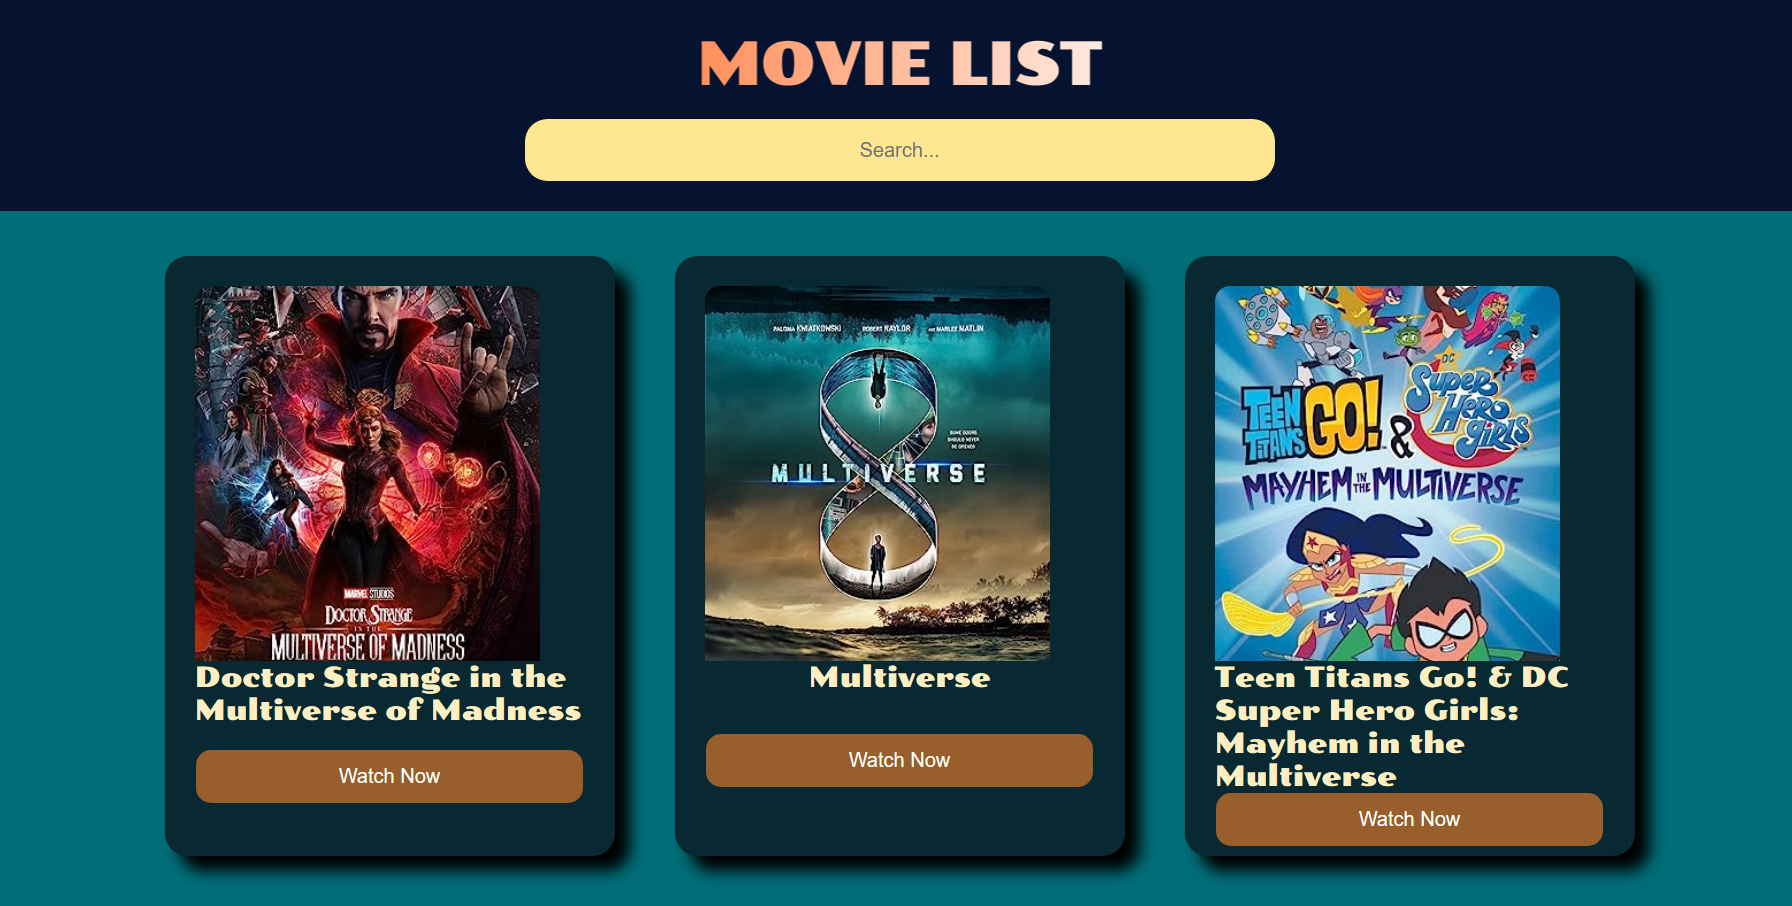 MOVIE LIST
Search...
MARVEL STUDIOS
DOCTOR STRANGE
IN THE
MULTIVERSE OF MADNESS
Doctor Strange in the
Multiverse of Madness
Watch Now
PALOMA KWIATKOWSKI ROBERT NAYLOR AND MARLEE MATLIN
SOME DOORS
SHOULD NEVER
BE OPENED
MULTIVERSE
Multiverse
Watch Now
TEEN TITANS GO! & DC Super Hero Girls
MAYHEM IN THE MULTIVERSE
Teen Titans Go! & DC
Super Hero Girls:
Mayhem in the
Multiverse
Watch Now